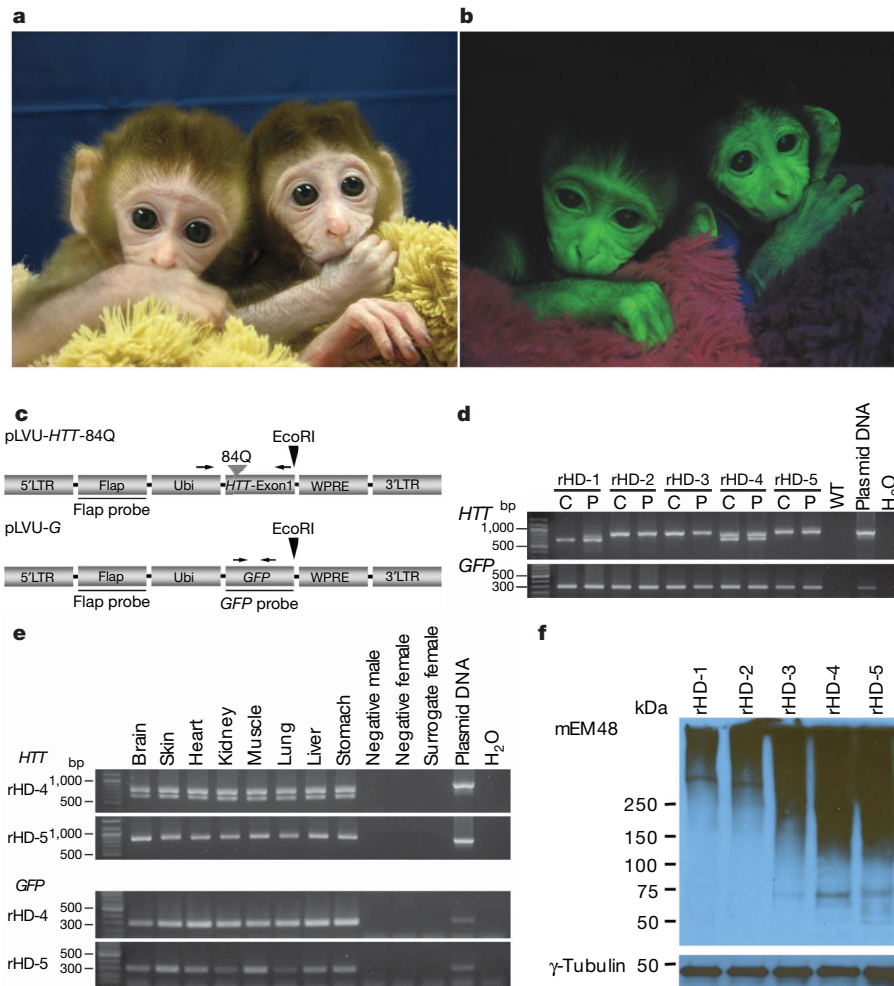 a
b
c
pLVU-HTT-84Q
EcoRI
84Q
5′LTR Flap Ubi HTT-Exon1 WPRE 3′LTR
Flap probe
pLVU-G
EcoRI
5′LTR Flap Ubi GFP WPRE 3′LTR
Flap probe GFP probe
d
rHD-1 rHD-2 rHD-3 rHD-4 rHD-5 WT Plasmid DNA H2O
C P C P C P C P C P
HTT bp
1,000
500
GFP
500
300
e
Brain Skin Heart Kidney Muscle Lung Liver Stomach Negative male Negative female Surrogate female Plasmid DNA H2O
HTT bp
rHD-4 1,000
500
rHD-5 1,000
500
GFP
rHD-4 500
300
rHD-5 500
300
f
rHD-1 rHD-2 rHD-3 rHD-4 rHD-5
kDa
mEM48
250
150
100
75
50
γ-Tubulin 50